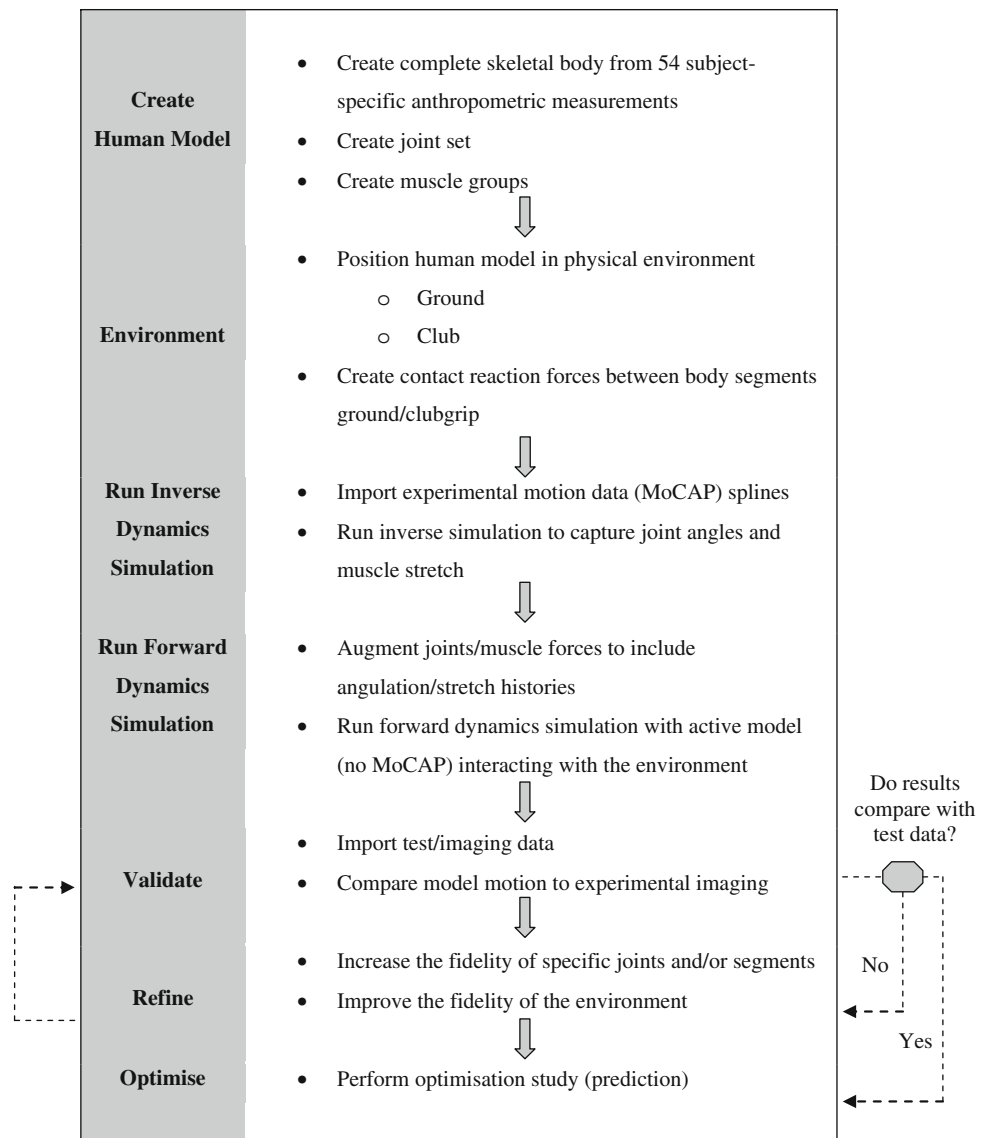 Create
Human Model
• Create complete skeletal body from 54 subject-
specific anthropometric measurements
• Create joint set
• Create muscle groups
Environment
• Position human model in physical environment
o Ground
o Club
• Create contact reaction forces between body segments
ground/clubgrip
Run Inverse
Dynamics
Simulation
• Import experimental motion data (MoCAP) splines
• Run inverse simulation to capture joint angles and
muscle stretch
Run Forward
Dynamics
Simulation
• Augment joints/muscle forces to include
angulation/stretch histories
• Run forward dynamics simulation with active model
(no MoCAP) interacting with the environment
Do results
compare with
test data?
Validate
• Import test/imaging data
• Compare model motion to experimental imaging
No
Yes
Refine
• Increase the fidelity of specific joints and/or segments
• Improve the fidelity of the environment
Optimise
• Perform optimisation study (prediction)